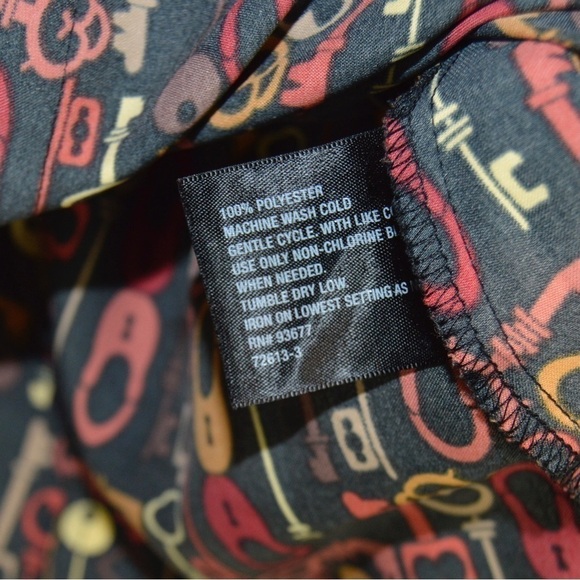 100% POLYESTER
MACHINE WASH COLD
GENTLE CYCLE. WITH LIKE
USE ONLY NON-CHLORINE
WHEN NEEDED.
TUMBLE DRY LOW.
IRON ON LOWEST SETTING AS
RN# 93677
72613-3